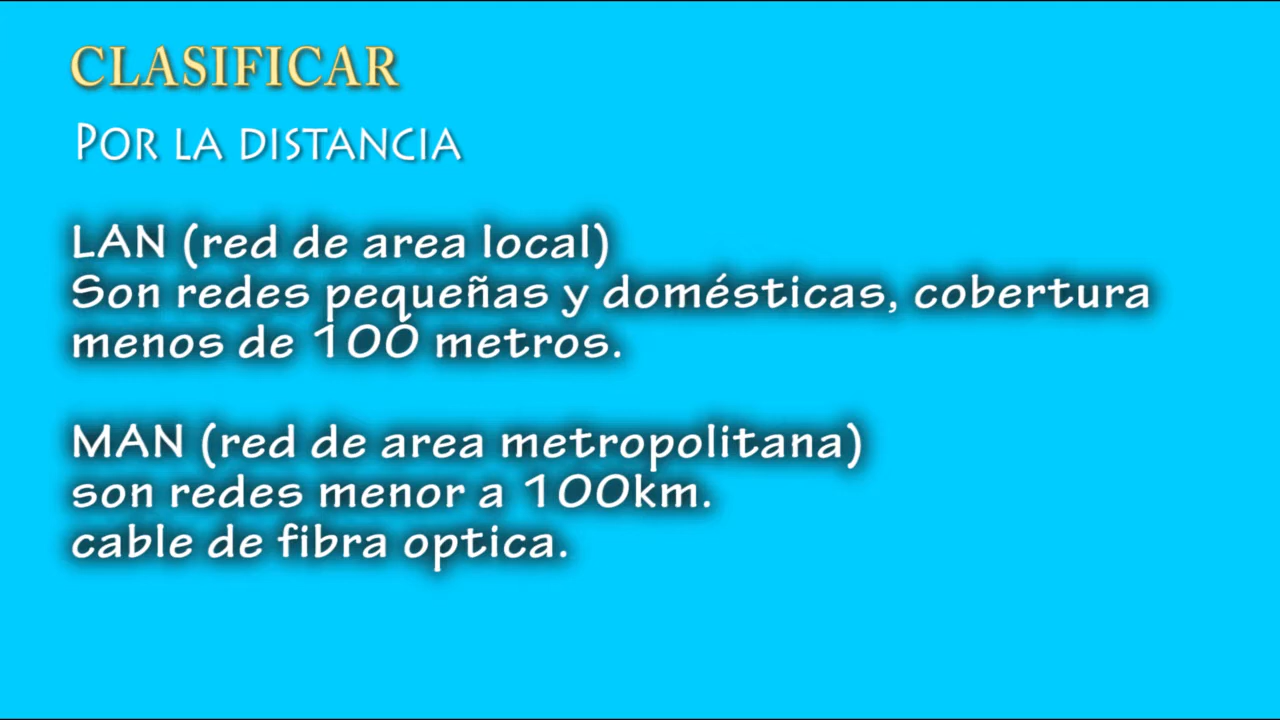 CLASIFICAR
POR LA DISTANCIA
LAN (red de area local)
Son redes pequeñas y domésticas, cobertura
menos de 100 metros.
MAN (red de area metropolitana)
son redes menor a 100km.
cable de fibra optica.